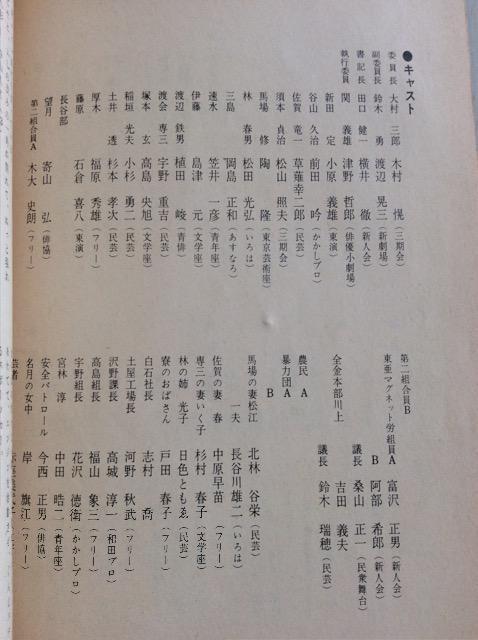 ●キャスト
委員長 大村 三郎 木村 幌(三期会)
副委員長 鈴木 勇 渡辺 晃三(新劇場)
書記長 田口 健一 横井 徹(新人会)
執行委員 関 義雄 津野 哲郎(俳優小劇場)
新田 定 小原 義雄(東演)
谷山 久治 前田 吟(かかしプロ)
佐賀 竜一 草薙幸二郎(民芸)
須本 貞治 松山 照夫(三期会)
馬場 修 陶 隆(東京芸術座)
林 春男 松田 光弘(いろは)
三島 岡島 正和(あすなろ)
速水 笠井 一彦(青年座)
伊藤 島津 元(文学座)
渡辺 鉄男 植田 峻(青俳)
渡会 専三 宇野 重吉(民芸)
塚本 玄 高島 央旭(文学座)
稲垣 光夫 小杉 勇二(民芸)
土井 透 杉本 孝次(民芸)
厚木 福原 秀雄(フリー)
藤原 石倉 喜八(東演)
長谷部
望月 寄山 弘(俳協)
第二組合員A 木大 史朗(フリー)
第二組合員B
東亜マグネット労組員A 富沢 正男(新人会)
B 阿部 希郎(新人会)
議長 桑山 正一(民衆舞台)
全金本部川上 吉田 義夫
議長 鈴木 瑞穂(民芸)
農民 A
暴力団A
B
馬場の妻松江 北林 谷栄(民芸)
一夫 長谷川雄二(いろは)
佐賀の妻 春 中原早苗(フリー)
専三の妻いく子 杉村 春子(文学座)
林の姉 光子 日色ともゑ(民芸)
寮のおばさん 戸田 春子(フリー)
白石社長 志村 喬
土屋工場長 河野 秋武(フリー)
沢野課長 高城 淳一(和田プロ)
高島組長 福山 象三(フリー)
宇野組長 花沢 徳衛(かかしプロ)
宮林 淳 中田 皓二(青年座)
安全パトロール 今西 正男(俳協)
名月の女中 岸 旗江(フリー)
芸者